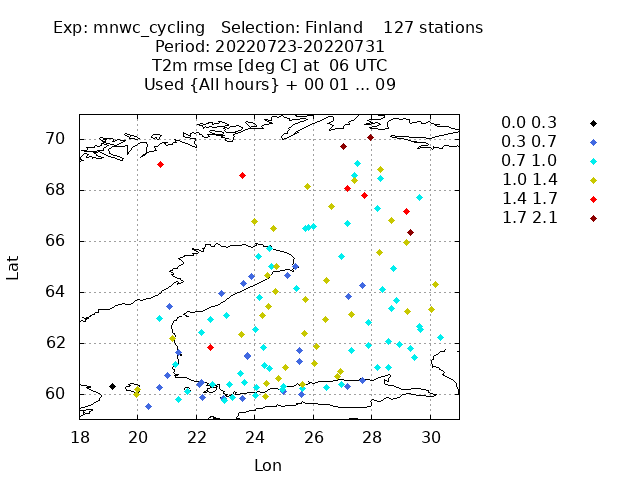 Exp: mnwc_cycling   Selection: Finland    127 stations
Period: 20220723-20220731
T2m rmse [deg C] at  06 UTC
Used {All hours} + 00 01 ... 09
0.0 0.3
0.3 0.7
0.7 1.0
1.0 1.4
1.4 1.7
1.7 2.1
70
68
66
64
62
60
Lat
18 20 22 24 26 28 30
Lon